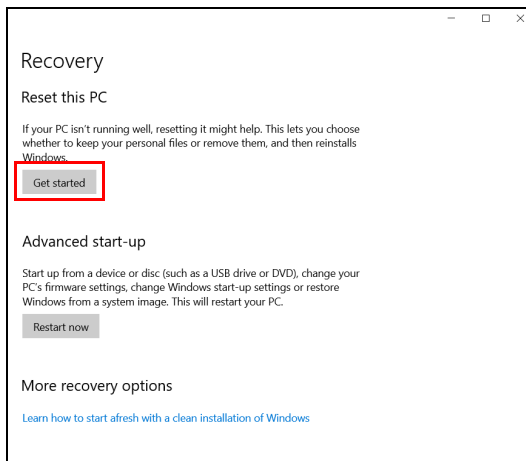 Recovery
Reset this PC
If your PC isn't running well, resetting it might help. This lets you choose
whether to keep your personal files or remove them, and then reinstalls
Windows.
Get started
Advanced start-up
Start up from a device or disc (such as a USB drive or DVD), change your
PC's firmware settings, change Windows start-up settings or restore
Windows from a system image. This will restart your PC.
Restart now
More recovery options
Learn how to start afresh with a clean installation of Windows